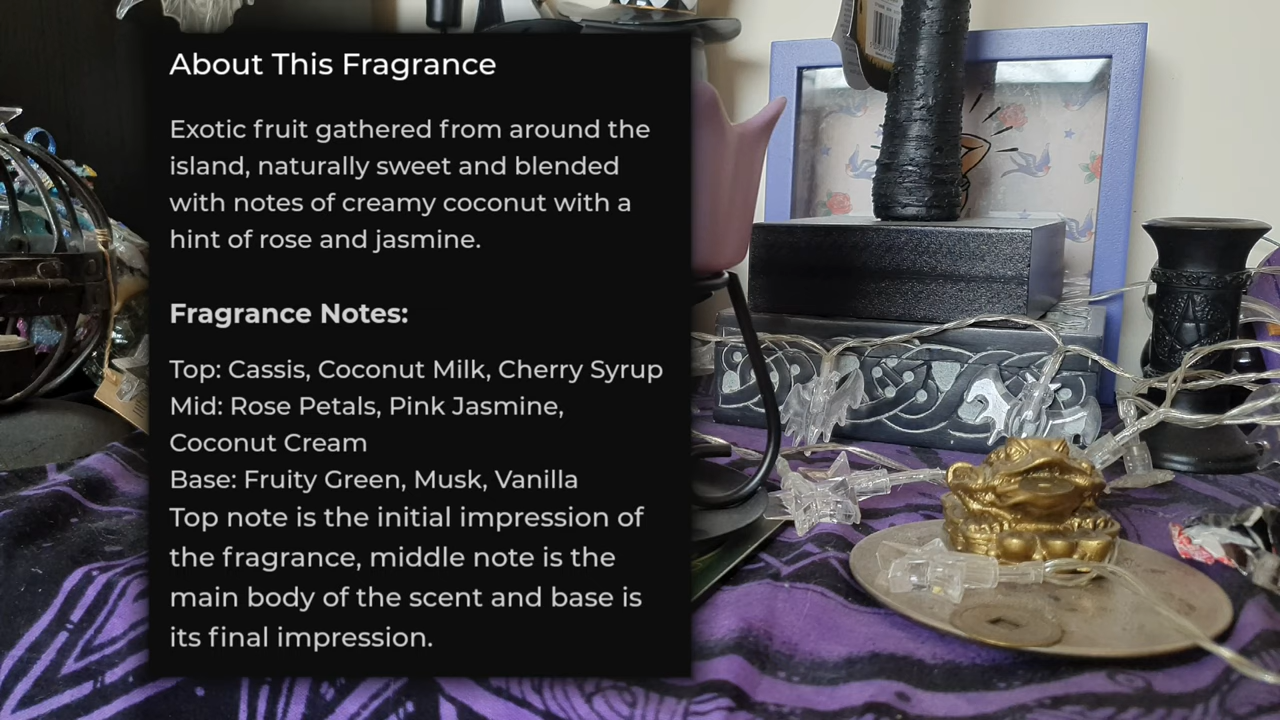 About This Fragrance
Exotic fruit gathered from around the
island, naturally sweet and blended
with notes of creamy coconut with a
hint of rose and jasmine.
Fragrance Notes:
Top: Cassis, Coconut Milk, Cherry Syrup
Mid: Rose Petals, Pink Jasmine,
Coconut Cream
Base: Fruity Green, Musk, Vanilla
Top note is the initial impression of
the fragrance, middle note is the
main body of the scent and base is
its final impression.